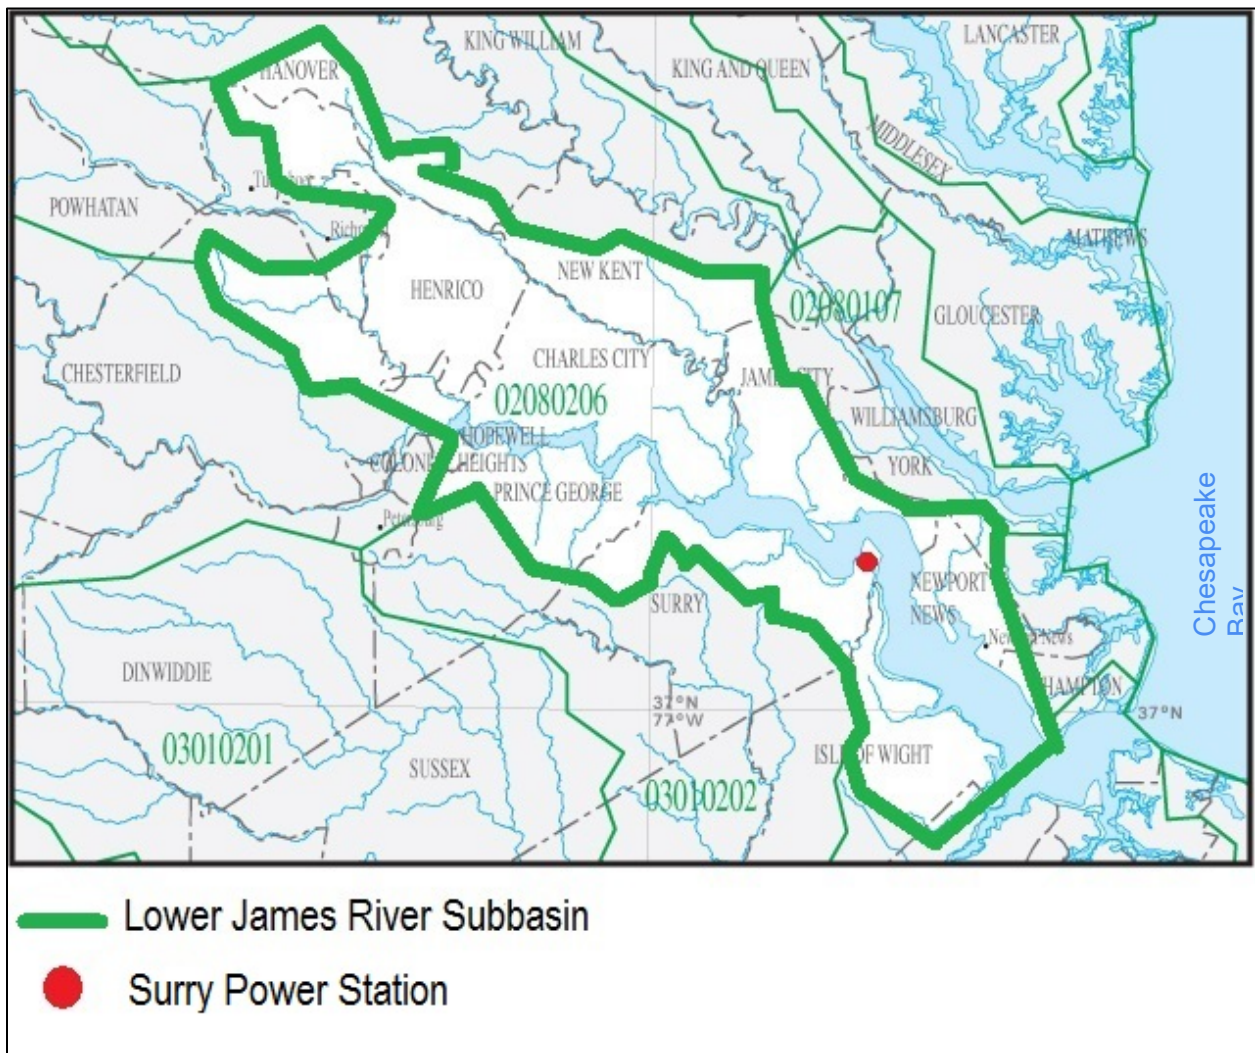 LANCASTER
KING WILLIAM
KING AND QUEEN
HANOVER
MIDDLESEX
POWHATAN
MATHEWS
NEW KENT
HENRICO
02080107
GLOUCESTER
CHARLES CITY
CHESTERFIELD
02080206
WILLIAMSBURG
HOPEWELL
HEIGHTS
YORK
PRINCE GEORGE
Chesapeake
NEWPORT
NEWS
SURRY
DINWIDDIE
HAMPTON
37°N
77°W
37°N
03010201
SUSSEX
03010202
Lower James River Subbasin
Surry Power Station